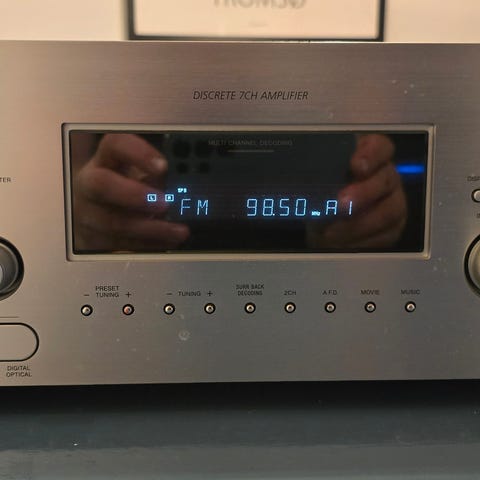 DISCRETE 7CH AMPLIFIER
MULTI CHANNEL DECODING
L R
FM 98.50 MHz A1
PRESET
– TUNING +
– TUNING +
SURR BACK
DECODING
2CH
A.F.D.
MOVIE
MUSIC
DIGITAL
OPTICAL